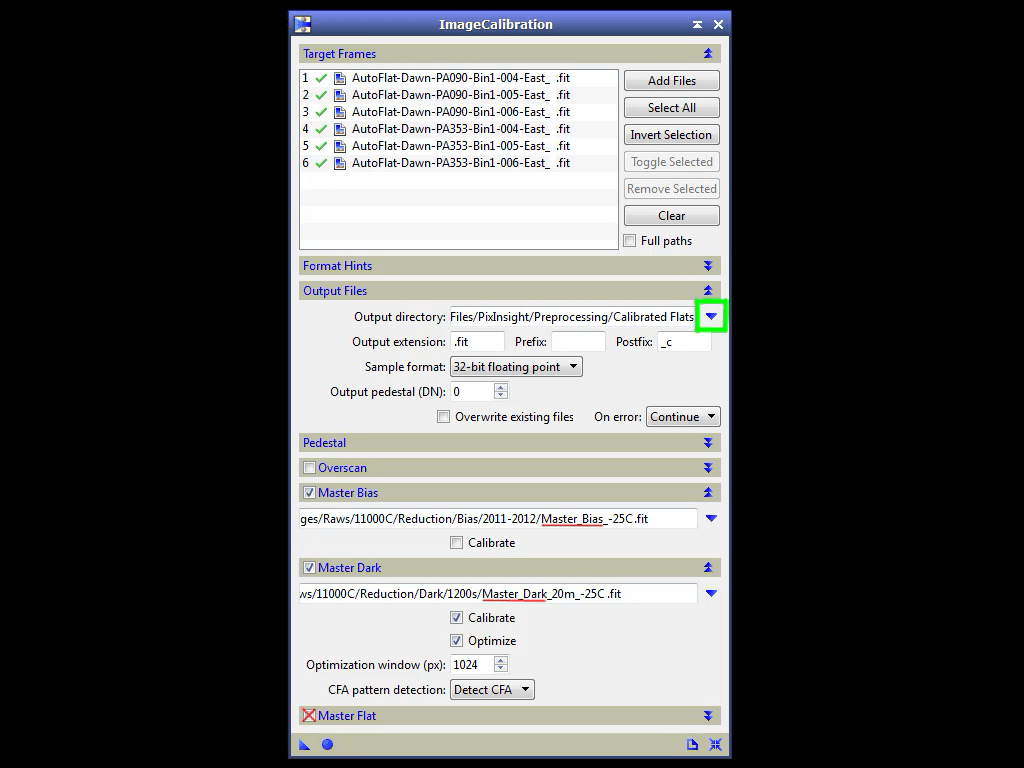 ImageCalibration
Target Frames
1 AutoFlat-Dawn-PA090-Bin1-004-East_ .fit
2 AutoFlat-Dawn-PA090-Bin1-005-East_ .fit
3 AutoFlat-Dawn-PA090-Bin1-006-East_ .fit
4 AutoFlat-Dawn-PA353-Bin1-004-East_ .fit
5 AutoFlat-Dawn-PA353-Bin1-005-East_ .fit
6 AutoFlat-Dawn-PA353-Bin1-006-East_ .fit
Add Files
Select All
Invert Selection
Toggle Selected
Remove Selected
Clear
Full paths
Format Hints
Output Files
Output directory: Files/PixInsight/Preprocessing/Calibrated Flats
Output extension: .fit Prefix: Postfix: _c
Sample format: 32-bit floating point
Output pedestal (DN): 0
Overwrite existing files On error: Continue
Pedestal
Overscan
Master Bias
ges/Raws/11000C/Reduction/Bias/2011-2012/Master_Bias_-25C.fit
Calibrate
Master Dark
ws/11000C/Reduction/Dark/1200s/Master_Dark_20m_-25C .fit
Calibrate
Optimize
Optimization window (px): 1024
CFA pattern detection: Detect CFA
Master Flat